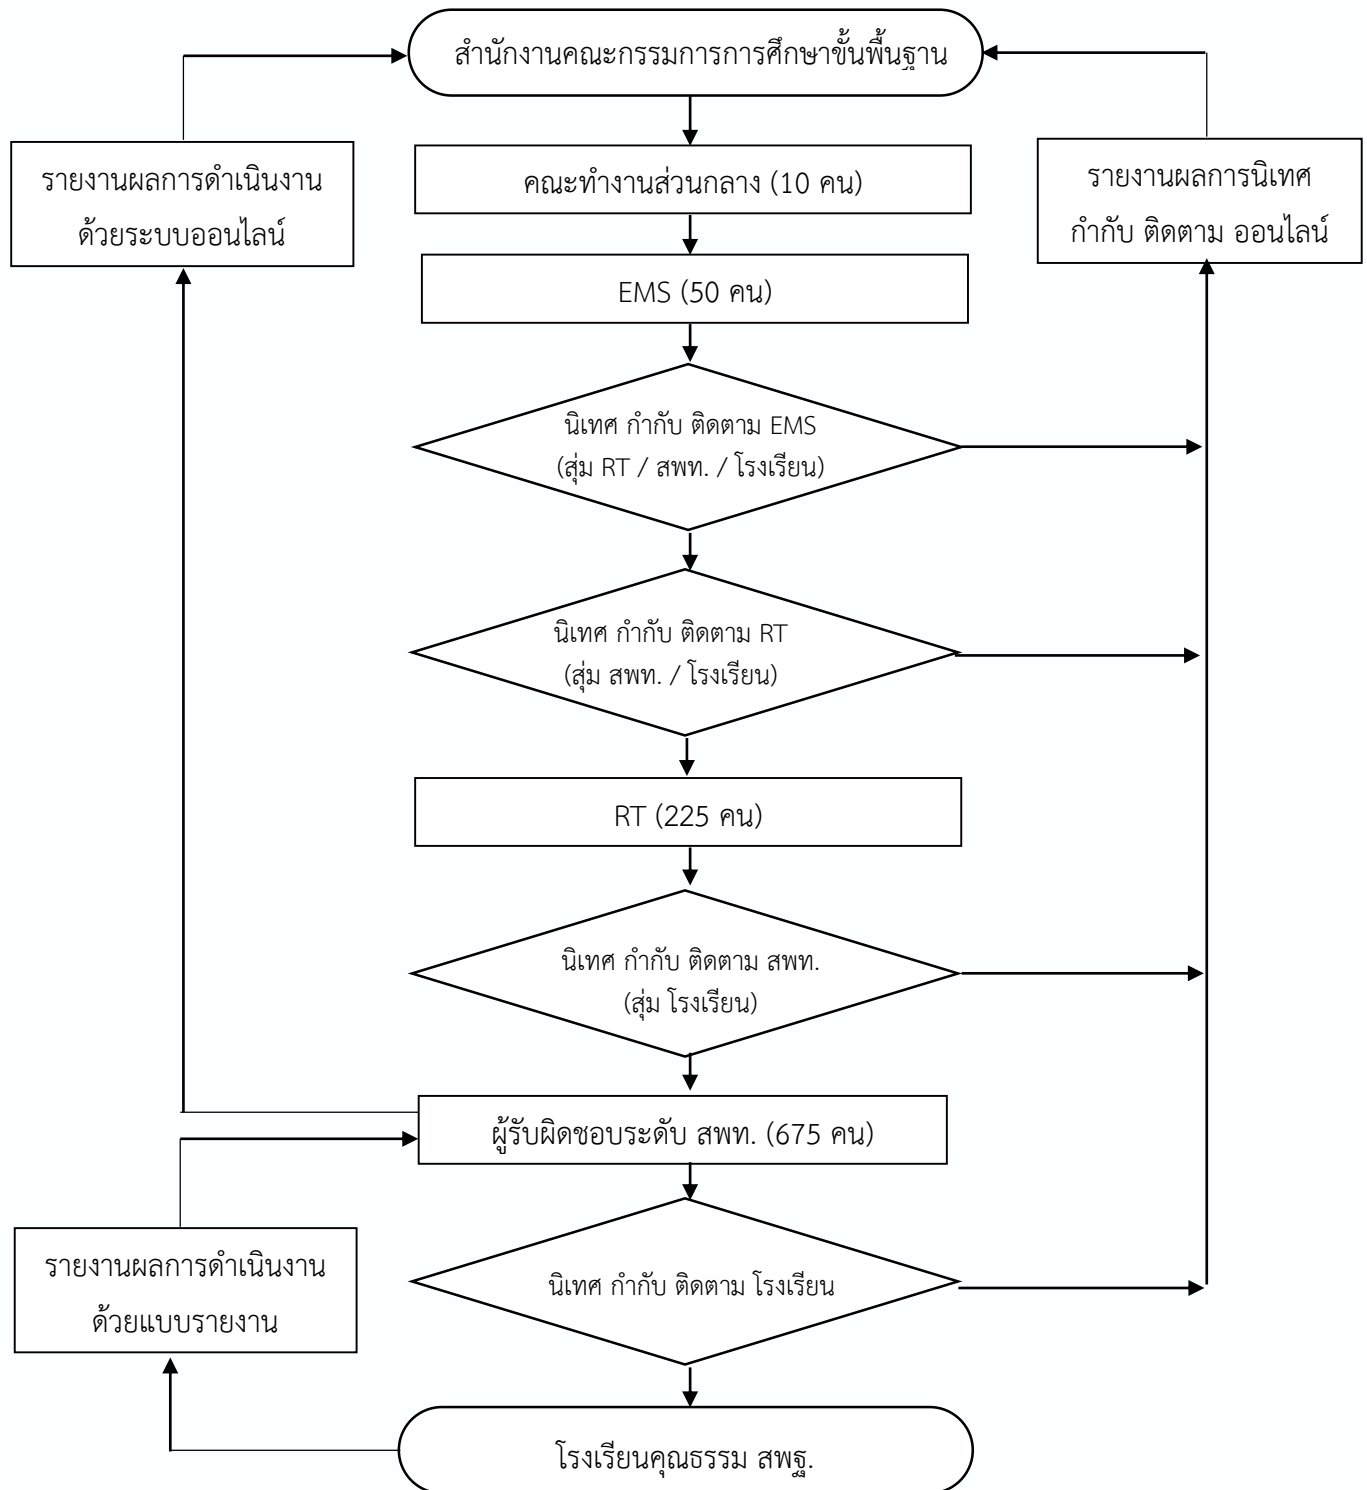 สำนักงานคณะกรรมการการศึกษาขั้นพื้นฐาน
รายงานผลการดำเนินงาน
ด้วยระบบออนไลน์
คณะทำงานส่วนกลาง (10 คน)
รายงานผลการนิเทศ
กำกับ ติดตาม ออนไลน์
EMS (50 คน)
นิเทศ กำกับ ติดตาม EMS
(สุ่ม RT / สพท. / โรงเรียน)
นิเทศ กำกับ ติดตาม RT
(สุ่ม สพท. / โรงเรียน)
RT (225 คน)
นิเทศ กำกับ ติดตาม สพท.
(สุ่ม โรงเรียน)
ผู้รับผิดชอบระดับ สพท. (675 คน)
รายงานผลการดำเนินงาน
ด้วยแบบรายงาน
นิเทศ กำกับ ติดตาม โรงเรียน
โรงเรียนคุณธรรม สพฐ.